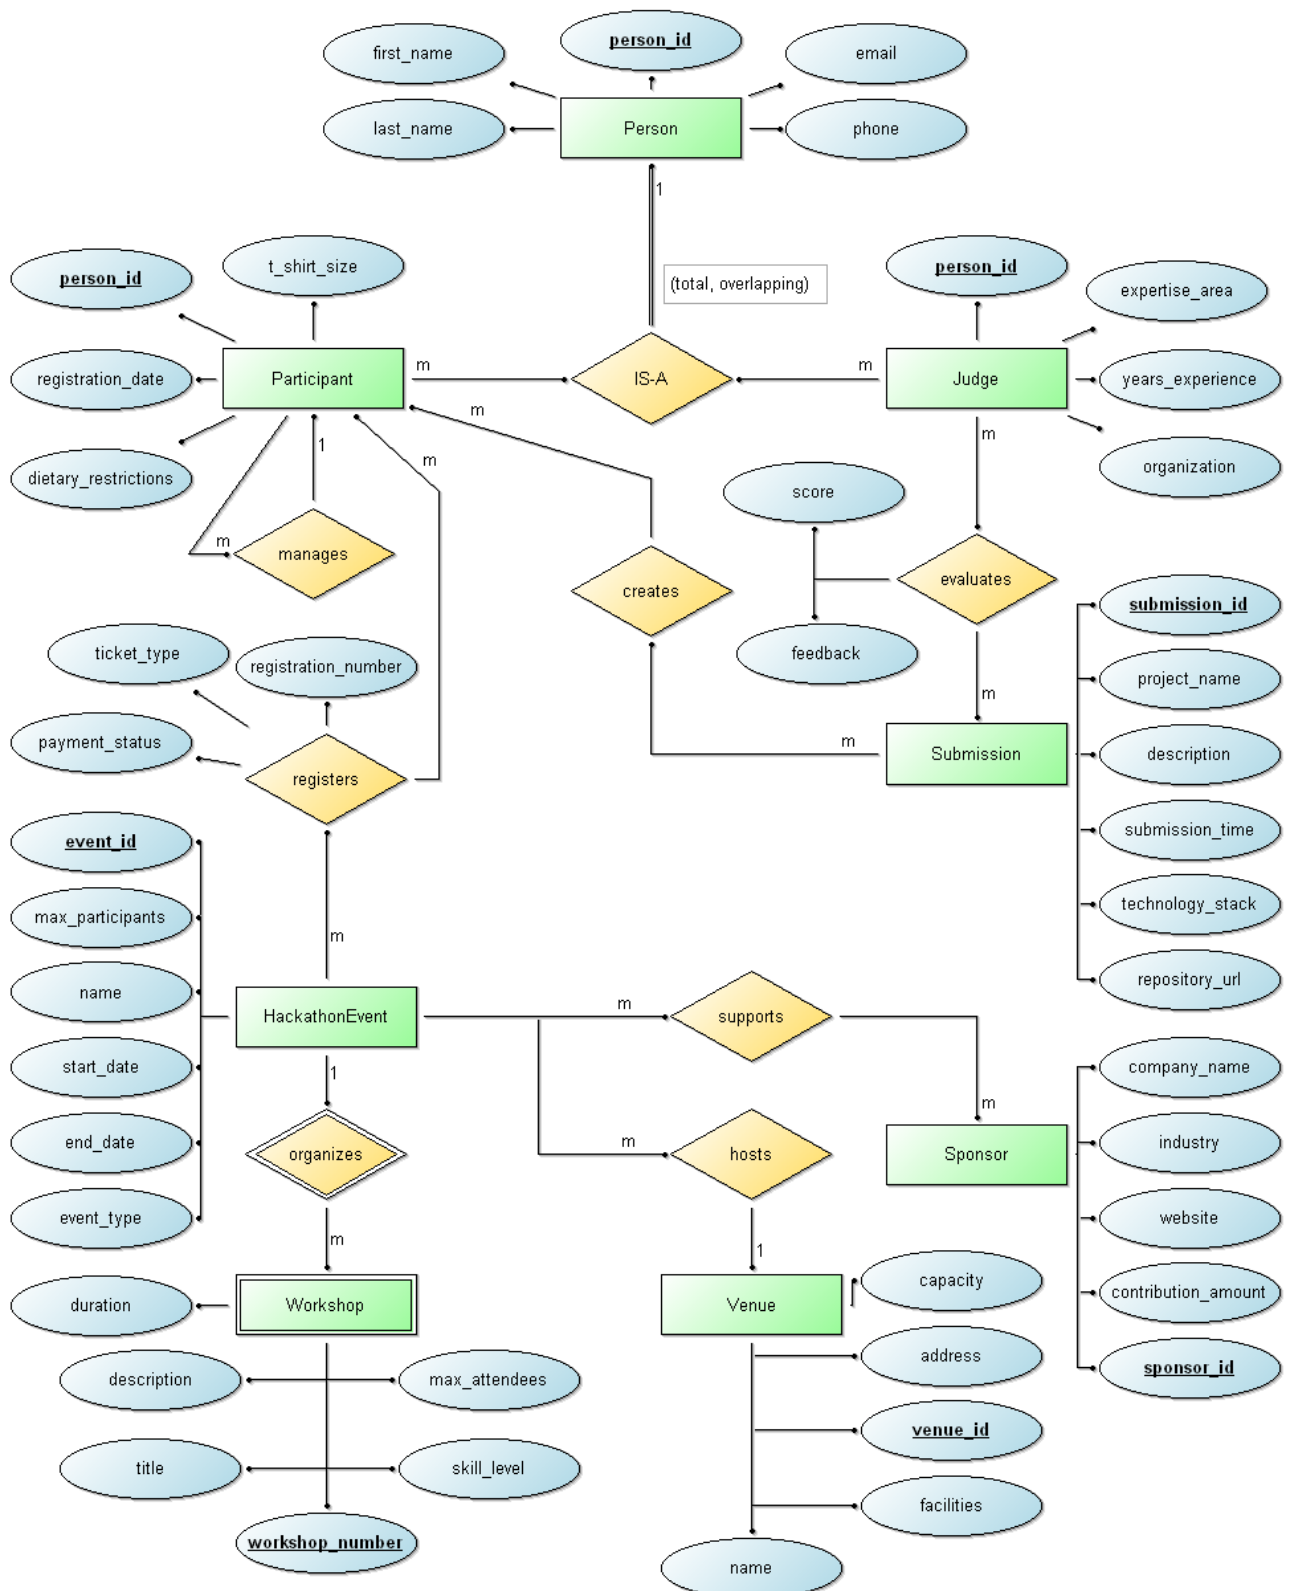 person_id
first_name
email
last_name
Person
phone
1
person_id
t_shirt_size
(total, overlapping)
person_id
expertise_area
registration_date
Participant
m
IS-A
m
Judge
years_experience
m
dietary_restrictions
1
m
m
organization
score
m
manages
creates
evaluates
submission_id
ticket_type
registration_number
feedback
project_name
m
payment_status
registers
m
Submission
description
event_id
submission_time
max_participants
technology_stack
m
name
repository_url
HackathonEvent
m
supports
start_date
1
company_name
m
end_date
organizes
m
hosts
Sponsor
industry
event_type
m
1
website
duration
Workshop
Venue
capacity
contribution_amount
description
max_attendees
address
sponsor_id
venue_id
title
skill_level
facilities
workshop_number
name